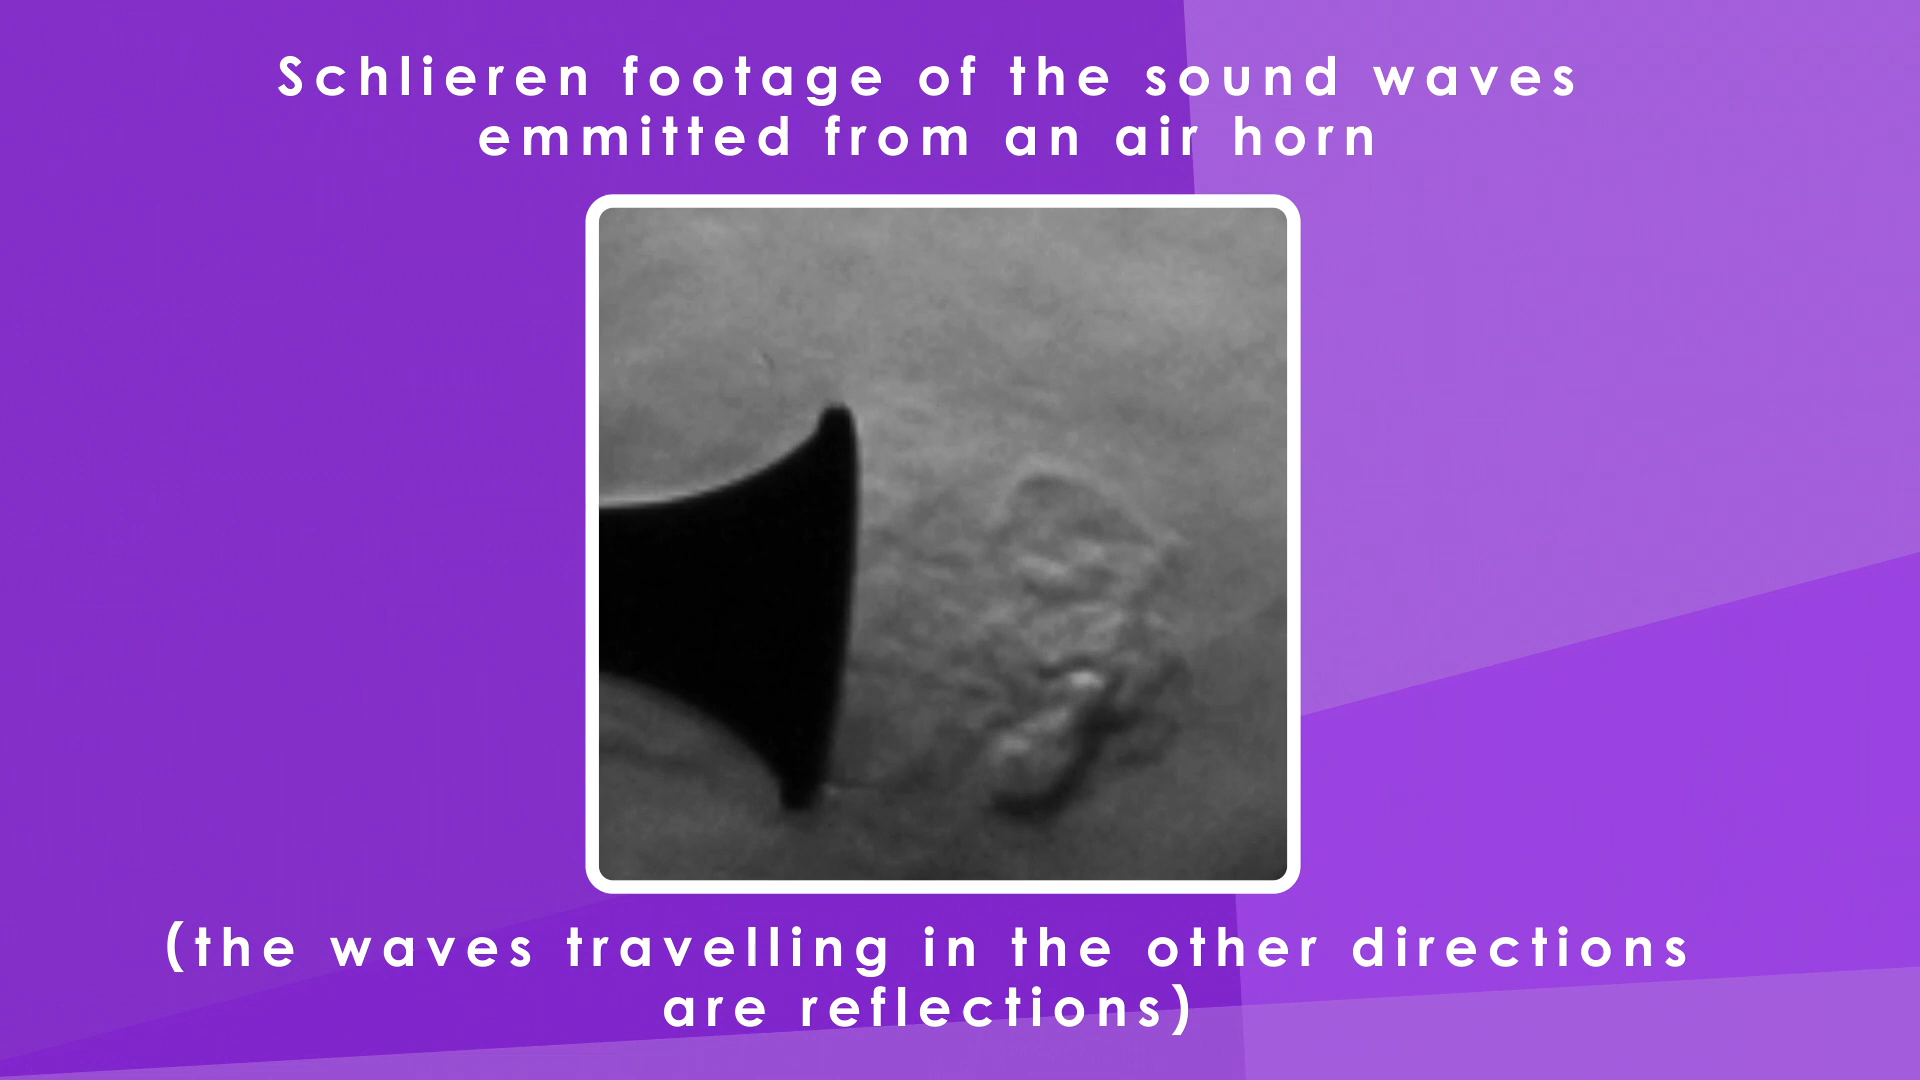 Schlieren footage of the sound waves
emmitted from an air horn
(the waves travelling in the other directions
are reflections)